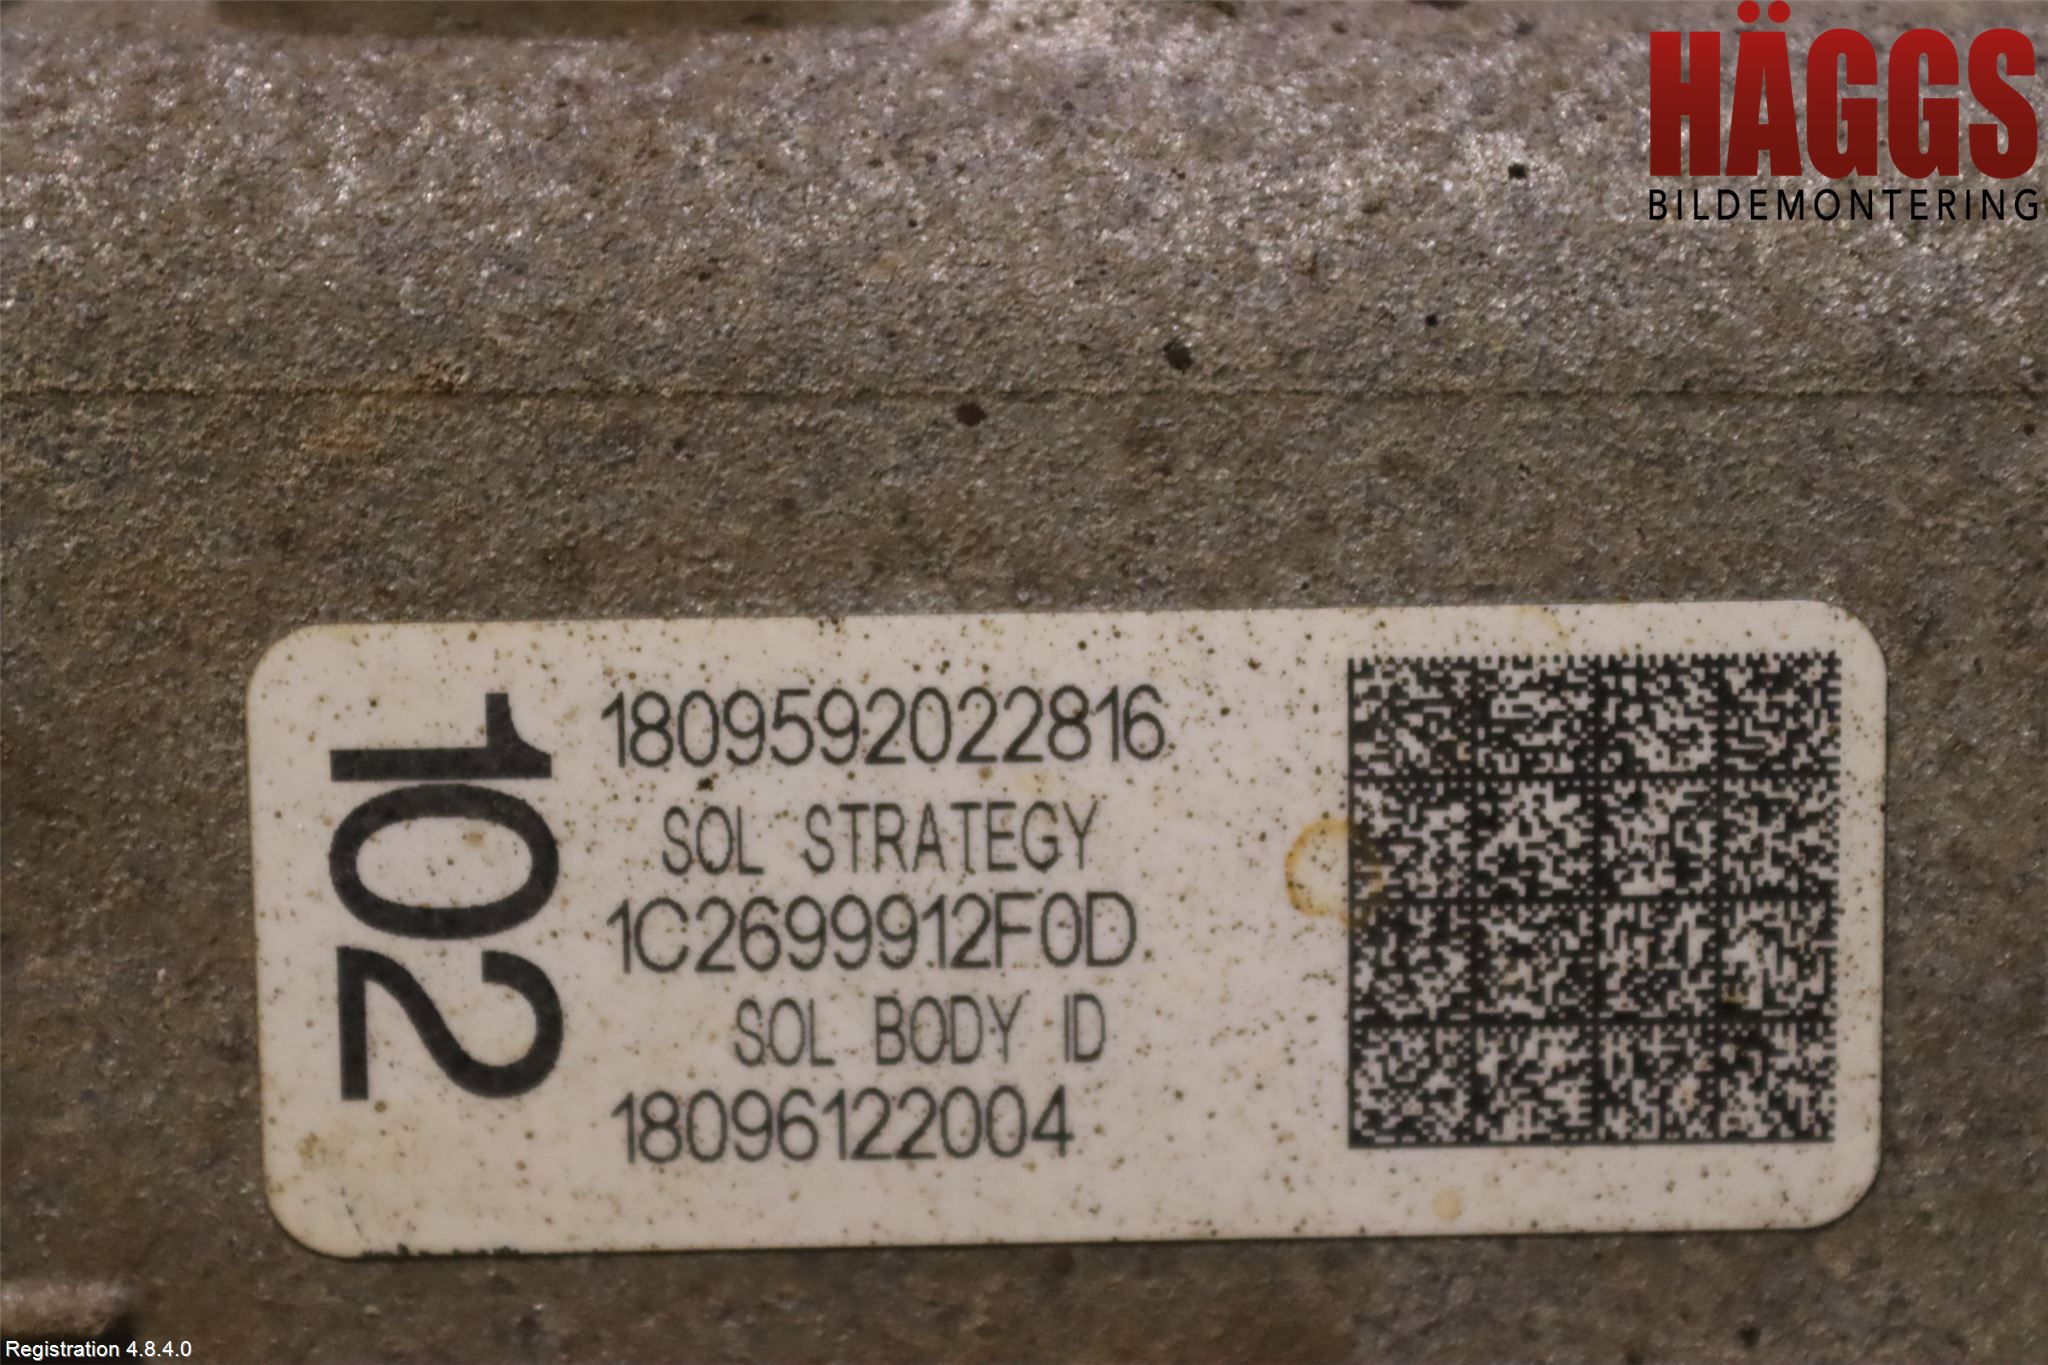 HÄGGS
BILDEMONTERING
102
1809592022816
SOL STRATEGY
1C2699912F0D
SOL BODY ID
18096122004
Registration 4.8.4.0